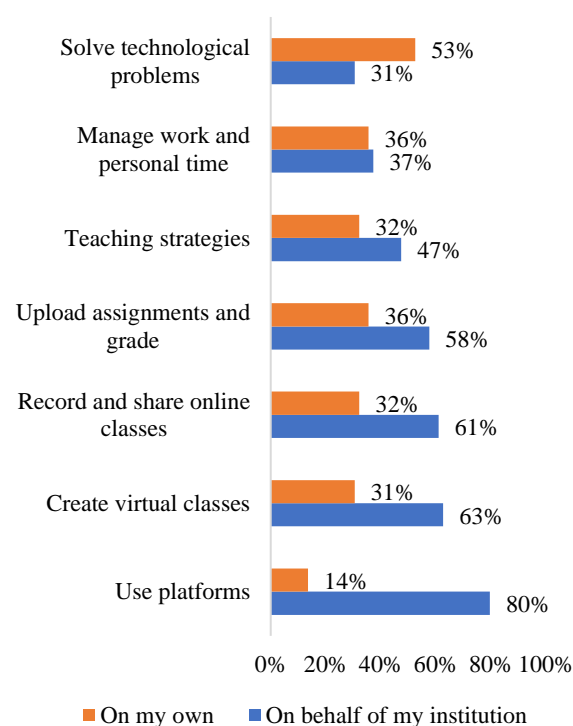 Solve technological
problems
53%
31%
Manage work and
personal time
36%
37%
Teaching strategies
32%
47%
Upload assignments and
grade
36%
58%
Record and share online
classes
32%
61%
Create virtual classes
31%
63%
Use platforms
14%
80%
0% 20% 40% 60% 80% 100%
On my own On behalf of my institution